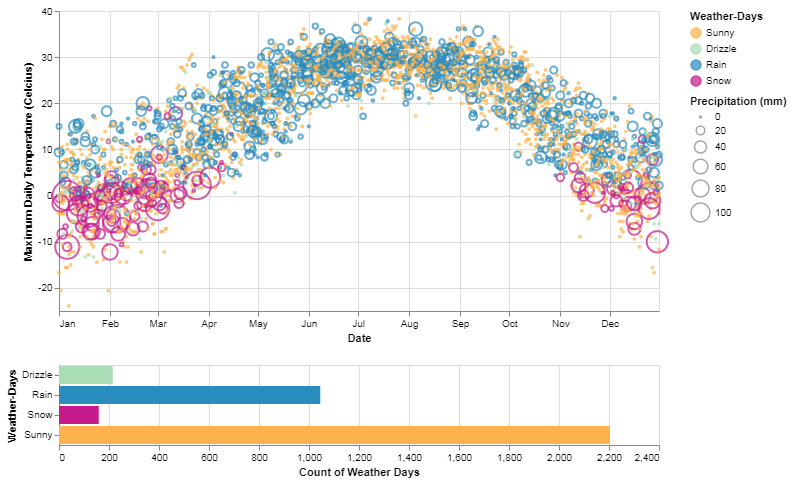 Maximum Daily Temperature (Celcius)
40
30
20
10
0
-10
-20
Jan Feb Mar Apr May Jun Jul Aug Sep Oct Nov Dec
Date
Weather-Days
Sunny
Drizzle
Rain
Snow
Precipitation (mm)
0
20
40
60
80
100
Weather-Days
Drizzle
Rain
Snow
Sunny
0 200 400 600 800 1,000 1,200 1,400 1,600 1,800 2,000 2,200 2,400
Count of Weather Days